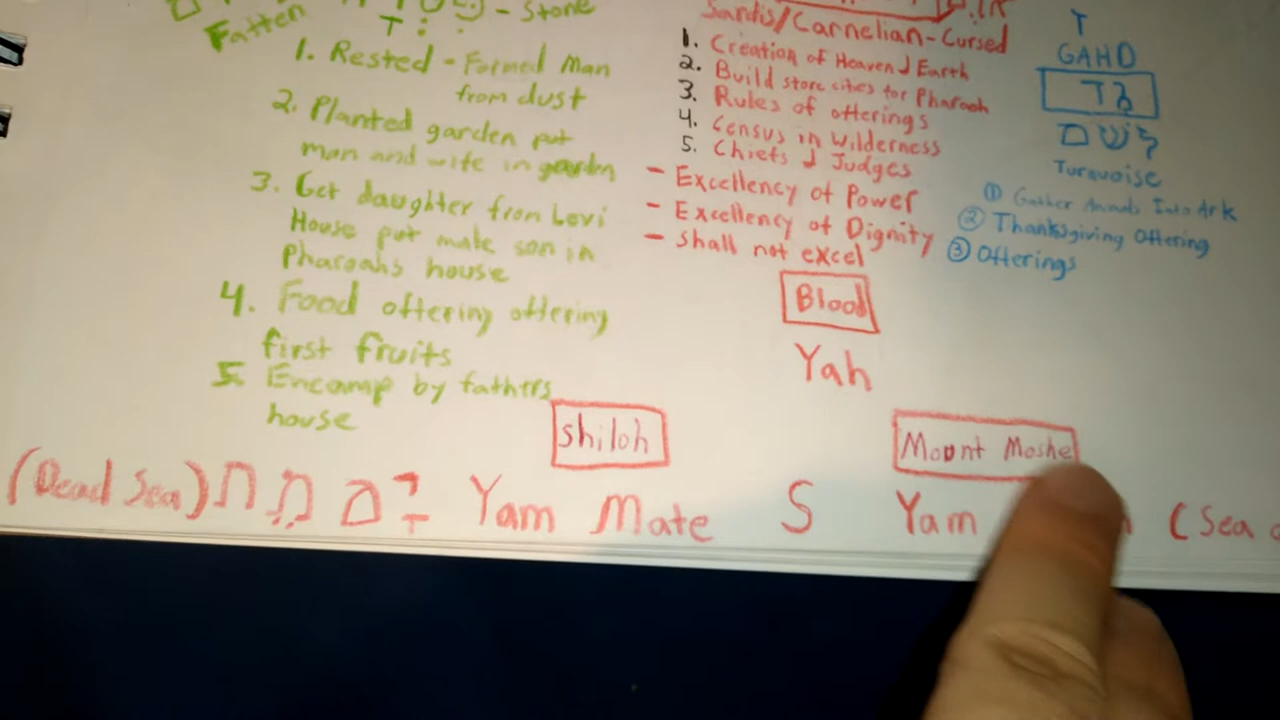 - Stone
Fatten
1. Rested - Formed Man
from dust
2. Planted garden put
man and wife in garden
3. Get daughter from Levi
House put male son in
Pharoahs house
4. Food offering offering
first fruits
5. Encamp by fathers
house
Sardis/Carnelian-Cursed
1. Creation of Heaven & Earth
2. Build store cities for Pharoah
3. Rules of offerings
4. Census in Wilderness
5. Chiefs & Judges
- Excellency of Power
- Excellency of Dignity
- Shall not excel
GAHD
Turquoise
① Gather Animals Into Ark
② Thanksgiving Offering
③ Offerings
Blood
Yah
Shiloh
Mount Moshe
(Dead Sea) ים מת Yam Mate S Yam (Sea